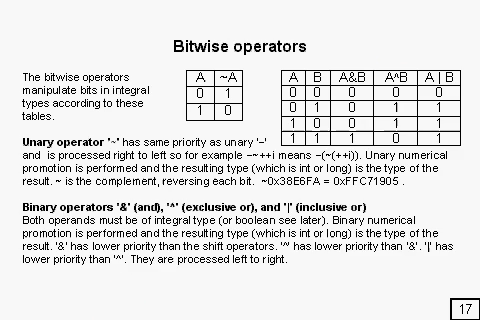 Bitwise operators
The bitwise operators
manipulate bits in integral
types according to these
tables.
A ~A
0 1
1 0
A B A&B A^B A | B
0 0 0 0 0
0 1 0 1 1
1 0 0 1 1
1 1 1 0 1
Unary operator '~' has same priority as unary '–'
and is processed right to left so for example –~++i means –(~(++i)). Unary numerical
promotion is performed and the resulting type (which is int or long) is the type of the
result. ~ is the complement, reversing each bit. ~0x38E6FA = 0xFFC71905 .
Binary operators '&' (and), '^' (exclusive or), and '|' (inclusive or)
Both operands must be of integral type (or boolean see later). Binary numerical
promotion is performed and the resulting type (which is int or long) is the type of the
result. '&' has lower priority than the shift operators. '^' has lower priority than '&'. '|' has
lower priority than '^'. They are processed left to right.
17